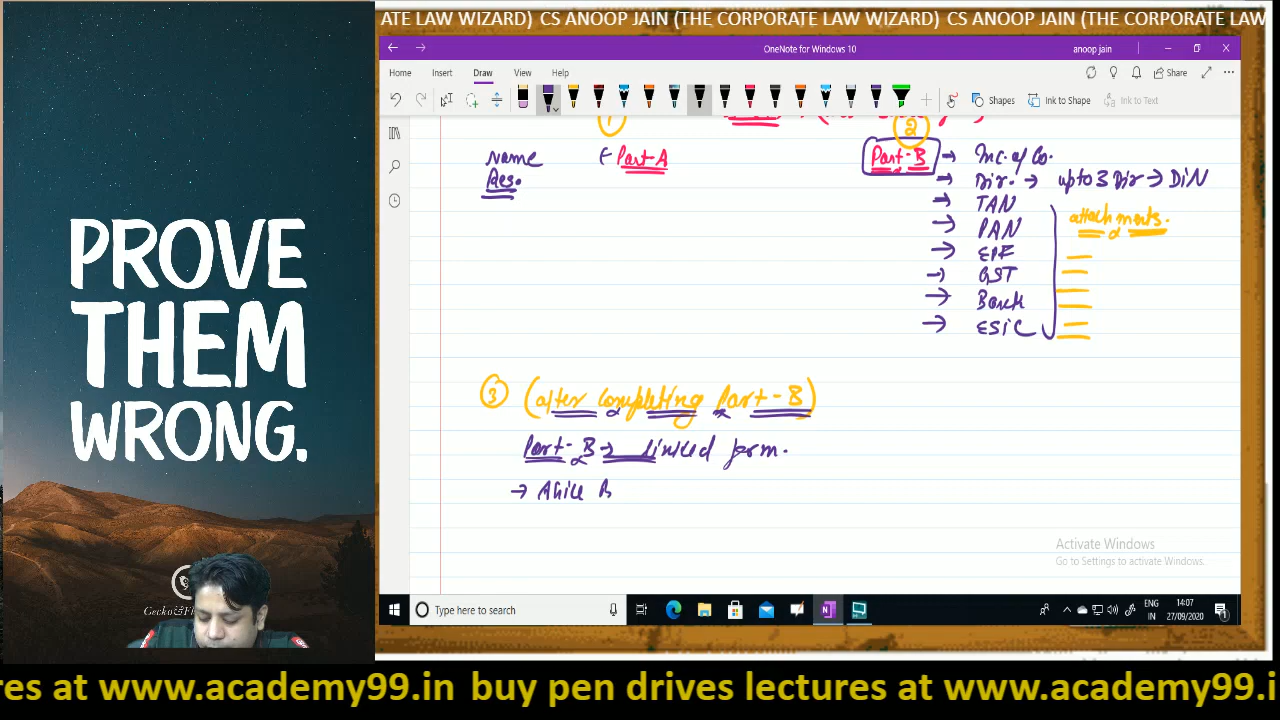 ATE LAW WIZARD) CS ANOOP JAIN (THE CORPORATE LAW WIZARD) CS ANOOP JAIN (THE CORPORATE LAW
OneNote for Windows 10
anoop jain
Home Insert Draw View Help
Share
Shapes
Ink to Shape
Ink to Text
1
2
Name
Res.
Part-A
Part-B → Inc. of Co.
→ Dir. → upto 3 Dir → DIN
→ TAN
→ PAN
→ EPF
→ GST
→ Bank
→ ESIC
attachments.
3 (after completing Part-B)
Part-B → linked form.
→ Agile
PROVE
THEM
WRONG.
Activate Windows
Go to Settings to activate Windows.
Type here to search
ENG
IN
14:07
27/09/2020
res at www.academy99.in buy pen drives lectures at www.academy99.i